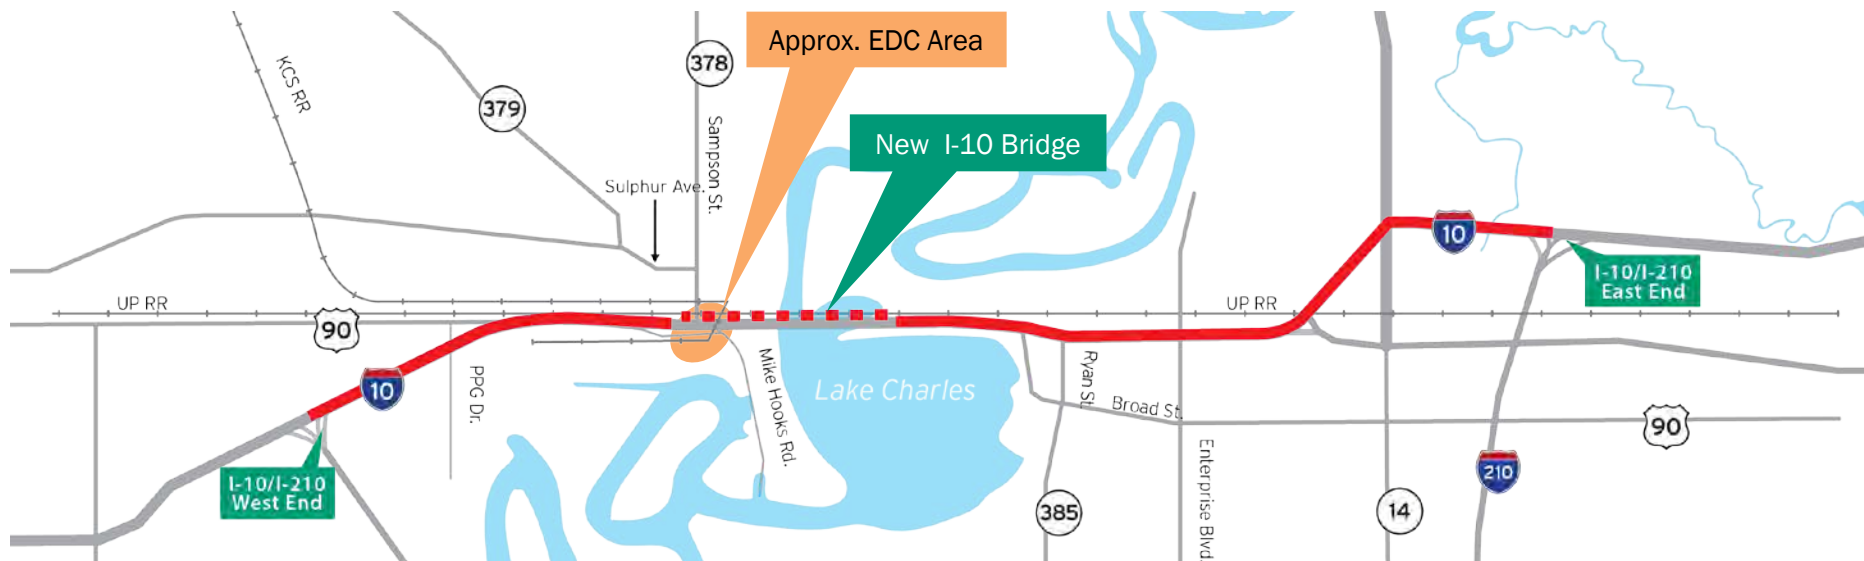 Approx. EDC Area
378
KCS RR
379
Sampson St.
New  I-10 Bridge
Sulphur Ave.
10
I-10/I-210
East End
UP RR
UP RR
90
10
PPG Dr.
Mike Hooks Rd.
Lake Charles
Ryan St.
Broad St.
90
Enterprise Blvd.
210
I-10/I-210
West End
385
14